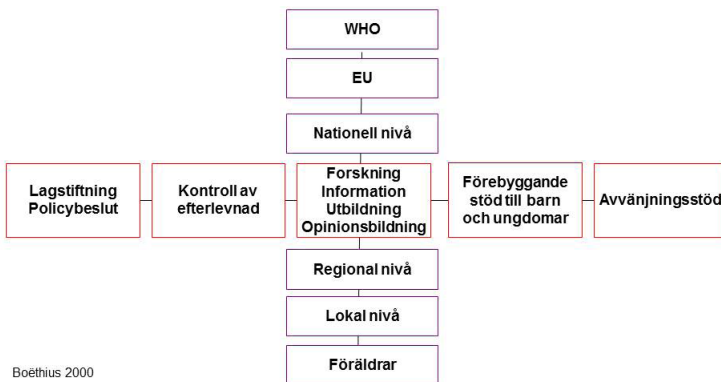 WHO
EU
Nationell nivå
Lagstiftning
Policybeslut
Kontroll av
efterlevnad
Forskning
Information
Utbildning
Opinionsbildning
Förebyggande
stöd till barn
och ungdomar
Avvänjningsstöd
Regional nivå
Lokal nivå
Föräldrar
Boëthius 2000